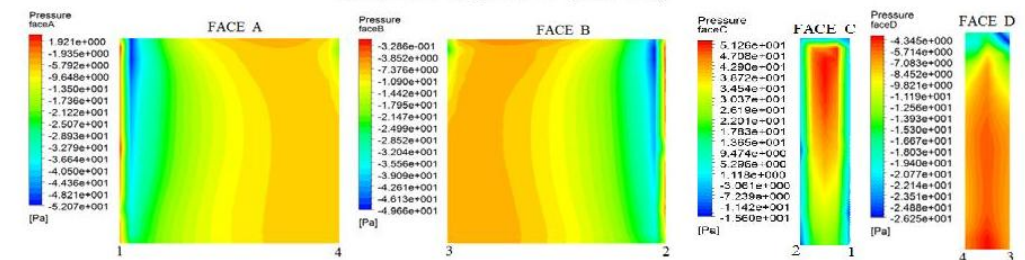 Pressure
faceA
FACE A
1.921e+000
-1.935e+000
-5.792e+000
-9.648e+000
-1.350e+001
-1.736e+001
-2.122e+001
-2.507e+001
-2.893e+001
-3.279e+001
-3.664e+001
-4.050e+001
-4.436e+001
-4.821e+001
-5.207e+001
[Pa]
1
4
Pressure
faceB
FACE B
-3.286e-001
-3.852e+000
-7.376e+000
-1.090e+001
-1.442e+001
-1.795e+001
-2.147e+001
-2.499e+001
-2.852e+001
-3.204e+001
-3.556e+001
-3.909e+001
-4.261e+001
-4.613e+001
-4.966e+001
[Pa]
3
2
Pressure
faceC
FACE C
5.126e+001
4.708e+001
4.290e+001
3.872e+001
3.454e+001
3.037e+001
2.619e+001
2.201e+001
1.783e+001
1.365e+001
9.474e+000
5.296e+000
1.118e+000
-3.061e+000
-7.239e+000
-1.142e+001
-1.560e+001
[Pa]
2
1
Pressure
faceD
FACE D
-4.345e+000
-5.714e+000
-7.083e+000
-8.452e+000
-9.821e+000
-1.119e+001
-1.256e+001
-1.393e+001
-1.530e+001
-1.667e+001
-1.803e+001
-1.940e+001
-2.077e+001
-2.214e+001
-2.351e+001
-2.488e+001
-2.625e+001
[Pa]
4
3